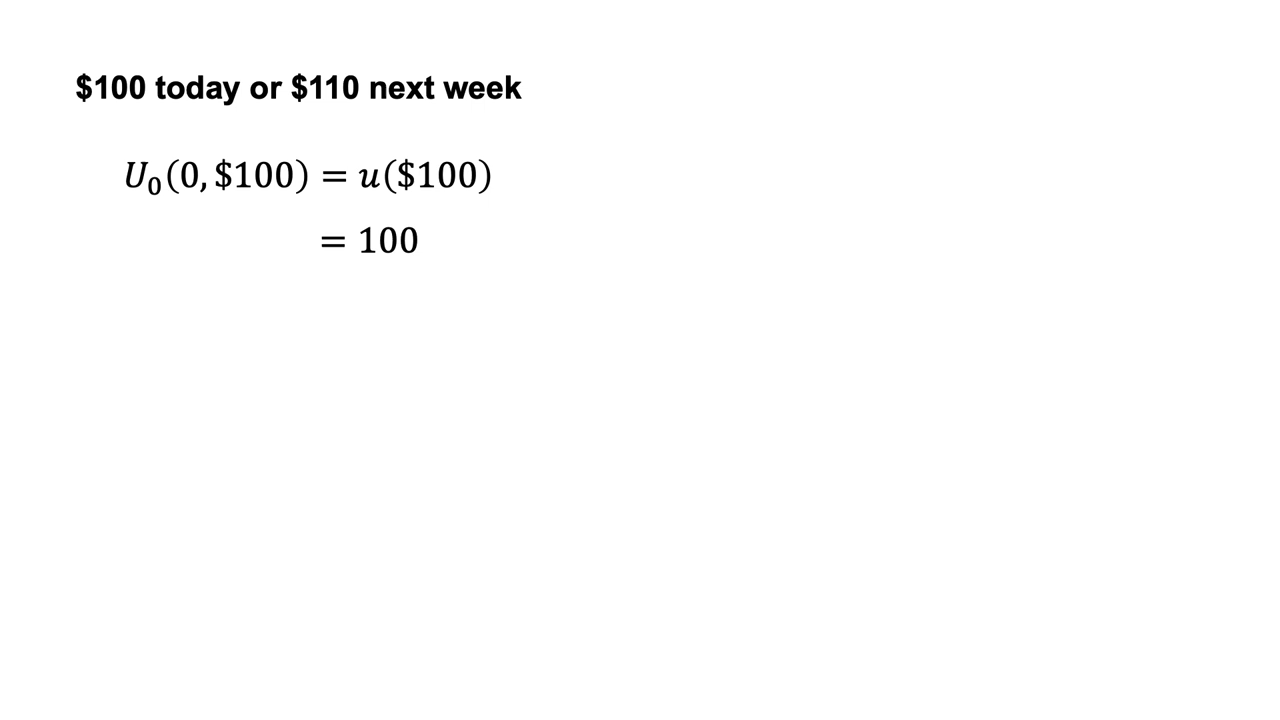 $100 today or $110 next week
U₀(0, $100) = u($100)
= 100